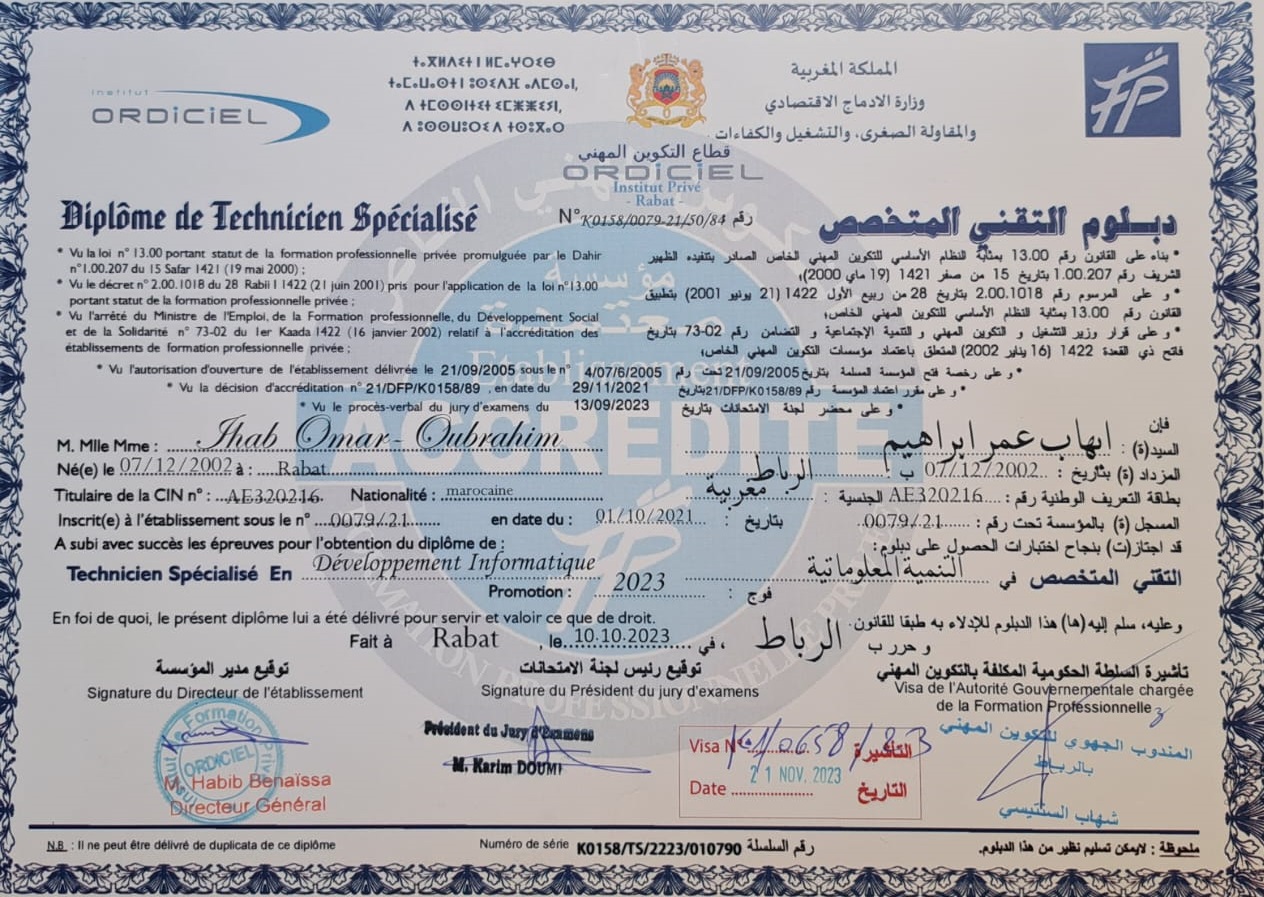 institut
ORDiCiEL
ⵜⴰⴳⵍⴷⵉⵜ ⵏ ⵍⵎⵖⵔⵉⴱ
ⵜⴰⵎⴰⵡⴰⵙⵜ ⵏ ⵓⵙⵉⴷⴼ ⴰⴷⵎⵙⴰⵏ,
ⴷ ⵜⵎⵙⵙⵏⵜⵉⵜ ⵉⵎⵥⵥⵉⵢⵏ,
ⴷ ⵓⵙⵙⵡⵓⵔⵉ ⴷ ⵜⵙⵓⴳⴰⵔ
المملكة المغربية
وزارة الادماج الاقتصادي
والمقاولة الصغرى، والتشغيل والكفاءات
قطاع التكوين المهني
ORDiCiEL
Institut Privé
- Rabat -
Diplôme de Technicien Spécialisé
N° K0158/0079-21/50/84 رقم
دبلوم التقني المتخصص
* Vu la loi n° 13.00 portant statut de la formation professionnelle privée promulguée par le Dahir
n°1.00.207 du 15 Safar 1421 (19 mai 2000) ;
* Vu le décret n° 2.00.1018 du 28 Rabii I 1422 (21 juin 2001) pris pour l'application de la loi n°13.00
portant statut de la formation professionnelle privée ;
* Vu l'arrêté du Ministre de l'Emploi, de la Formation professionnelle, du Développement Social
et de la Solidarité n° 73-02 du 1er Kaada 1422 (16 janvier 2002) relatif à l'accréditation des
établissements de formation professionnelle privée ;
* بناء على القانون رقم 13.00 بمثابة النظام الأساسي للتكوين المهني الخاص الصادر بتنفيذه الظهير
الشريف رقم 1.00.207 بتاريخ 15 من صفر 1421 (19 ماي 2000)؛
* و على المرسوم رقم 2.00.1018 بتاريخ 28 من ربيع الأول 1422 (21 يونيو 2001) بتطبيق
القانون رقم 13.00 بمثابة النظام الأساسي للتكوين المهني الخاص؛
* و على قرار وزير التشغيل و التكوين المهني و التنمية الإجتماعية و التضامن رقم 73-02 بتاريخ
فاتح ذي القعدة 1422 (16 يناير 2002) المتعلق باعتماد مؤسسات التكوين المهني الخاص؛
* Vu l'autorisation d'ouverture de l'établissement délivrée le 21/09/2005 sous le n° 4/07/6/2005 * و على رخصة فتح المؤسسة المسلمة بتاريخ 21/09/2005 تحت رقم
* Vu la décision d'accréditation n° 21/DFP/K0158/89 , en date du 29/11/2021 * و على مقرر اعتماد المؤسسة رقم 21/DFP/K0158/89 بتاريخ
* Vu le procès-verbal du jury d'examens du 13/09/2023 * و على محضر لجنة الامتحانات بتاريخ
مؤسسة
معتمدة
Etablissement
ACCREDITE
FORMATION PROFESSIONNELLE PRIVEE
فإن
M. Mlle Mme : Ihab Omar- Oubrahim
السيد(ة) : ايهاب عمر ابراهيم
Né(e) le 07/12/2002 à : Rabat
المزداد (ة) بتاريخ : 07/12/2002 ب : الرباط
Titulaire de la CIN n° : AE320216 Nationalité : marocaine
بطاقة التعريف الوطنية رقم : AE320216 الجنسية : مغربية
Inscrit(e) à l'établissement sous le n° 0079/21 en date du : 01/10/2021 بتاريخ :
المسجل (ة) بالمؤسسة تحت رقم : 0079/21
A subi avec succès les épreuves pour l'obtention du diplôme de :
قد اجتاز(ت) بنجاح اختبارات الحصول على دبلوم:
Technicien Spécialisé En Développement Informatique
التقني المتخصص في التنمية المعلوماتية
Promotion : 2023 فوج :
En foi de quoi, le présent diplôme lui a été délivré pour servir et valoir ce que de droit.
وعليه، سلم إليه (ها) هذا الدبلوم للإدلاء به طبقا للقانون.
Fait à Rabat , le 10.10.2023 ، في الرباط و حرر ب
توقيع مدير المؤسسة
Signature du Directeur de l'établissement
توقيع رئيس لجنة الامتحانات
Signature du Président du jury d'examens
تأشيرة السلطة الحكومية المكلفة بالتكوين المهني
Visa de l'Autorité Gouvernementale chargée
de la Formation Professionnelle
ORDICIEL
M. Habib Benaïssa
Directeur Général
Président du Jury d'Examens
M. Karim DOUMI
Visa N° التأشيرة
21 NOV. 2023
Date التاريخ
المندوب الجهوي للتكوين المهني
بالرباط
شهاب السنتيسي
N.B : Il ne peut être délivré de duplicata de ce diplôme
Numéro de série K0158/TS/2223/010790 رقم السلسلة
ملحوظة : لايمكن تسليم نظير من هذا الدبلوم.